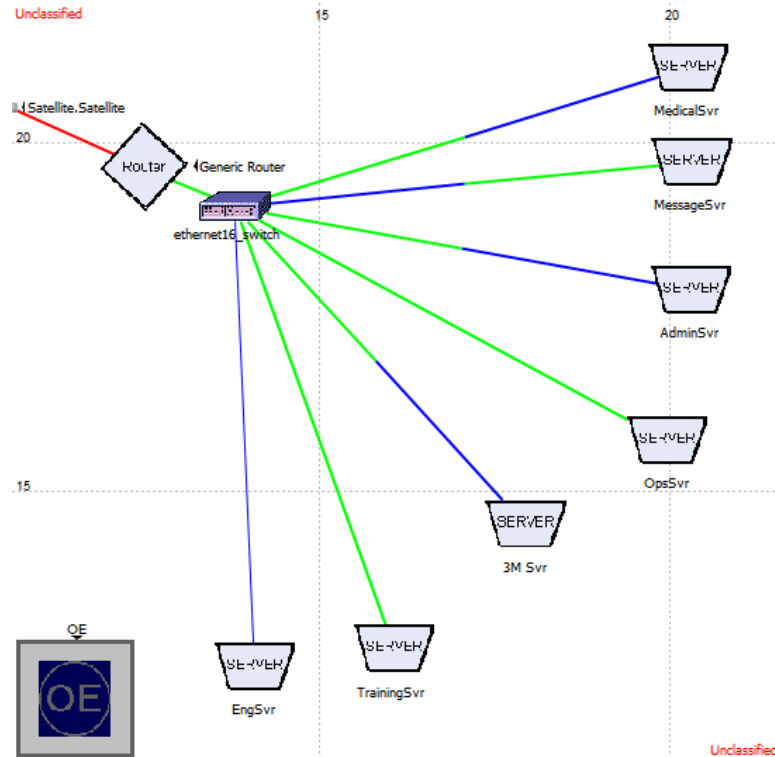 Unclassified
15
20
SERVER
MedicalSvr
Satellite.Satellite
20
Router
Generic Router
SERVER
MessageSvr
ethernet16_switch
SERVER
AdminSvr
SERVER
OpsSvr
15
SERVER
3M Svr
OE
OE
SERVER
EngSvr
SERVER
TrainingSvr
Unclassified